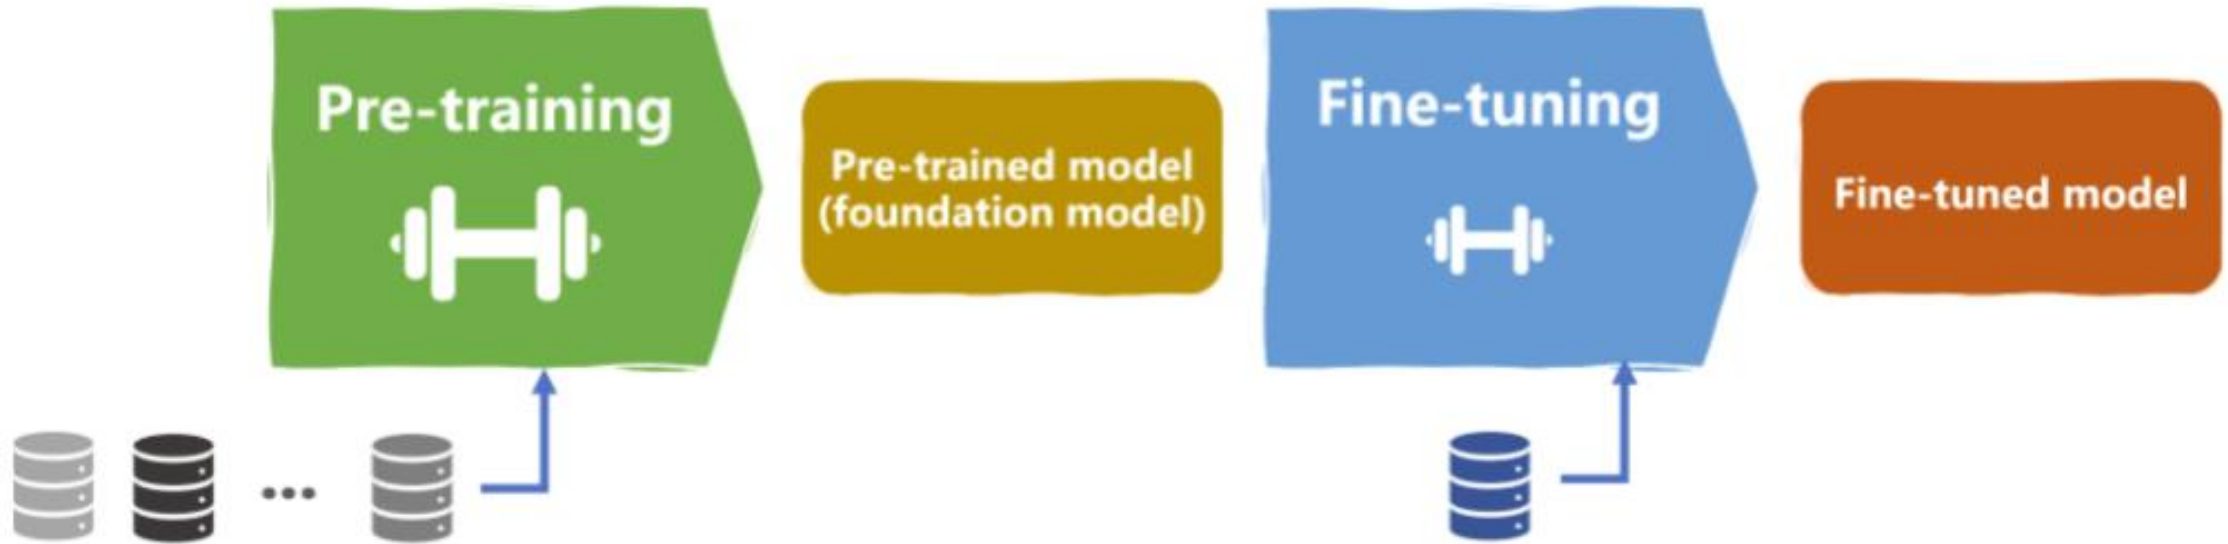 Pre-training
Pre-trained model
(foundation model)
Fine-tuning
Fine-tuned model